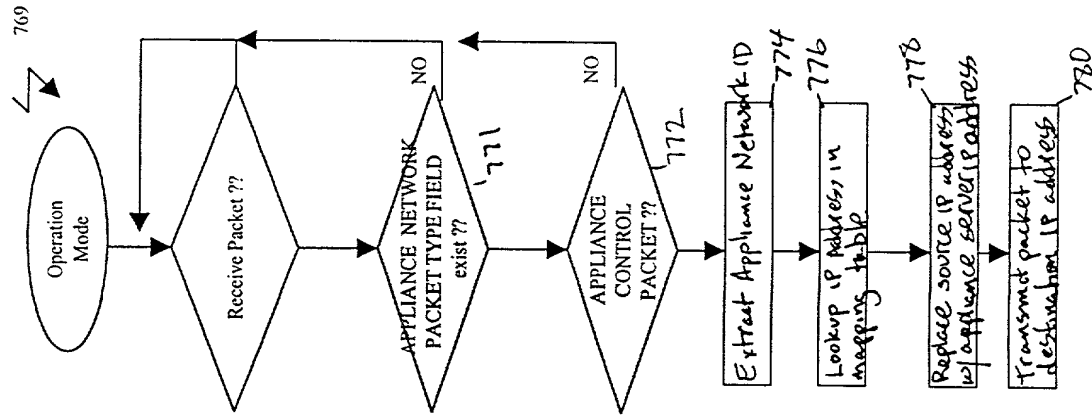 769
Operation
Mode
Receive Packet ??
APPLIANCE NETWORK
PACKET TYPE FIELD
exist ??
NO
771
APPLIANCE
CONTROL
PACKET ??
NO
772
Extract Appliance Network ID
774
Lookup IP Address in
mapping table
776
Replace source IP address
w/ appliance server IP address
778
Transmot packet to
destination IP address
780